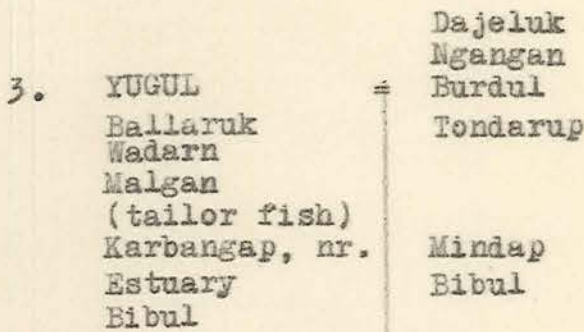 Dajeluk
Ngangan
3. YUGUL = Burdul
Ballaruk Tondarup
Wadarn
Malgan
(tailor fish)
Karbangap, nr. Mindap
Estuary Bibul
Bibul